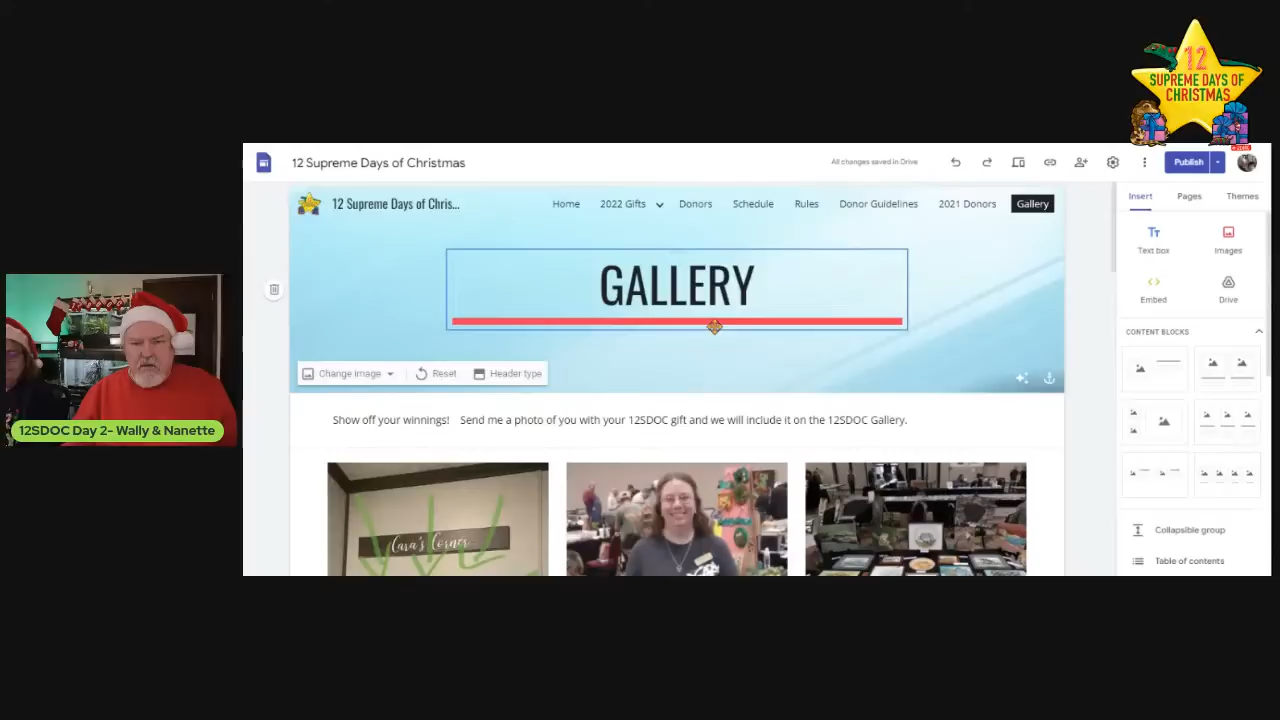 12
SUPREME DAYS OF
CHRISTMAS
12 Supreme Days of Christmas
All changes saved in Drive
Publish
12 Supreme Days of Chris...
Home
2022 Gifts
Donors
Schedule
Rules
Donor Guidelines
2021 Donors
Gallery
Insert
Pages
Themes
Text box
Images
Embed
Drive
GALLERY
CONTENT BLOCKS
Change image
Reset
Header type
Show off your winnings! Send me a photo of you with your 12SDOC gift and we will include it on the 12SDOC Gallery.
12SDOC Day 2- Wally & Nanette
Cara's Corner
Collapsible group
Table of contents